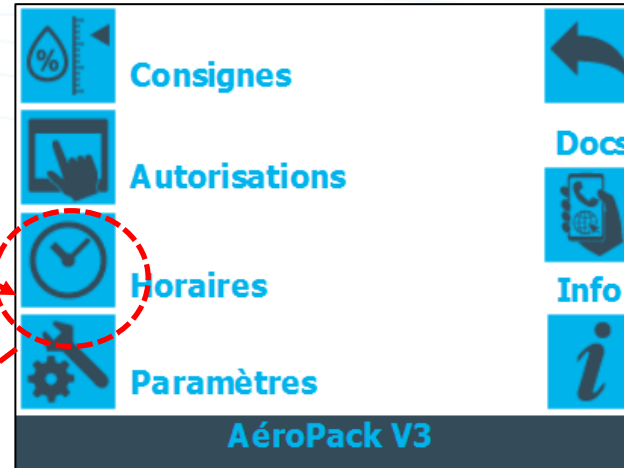 %
Consignes
Autorisations
Horaires
Paramètres
Docs
Info
i
AéroPack V3